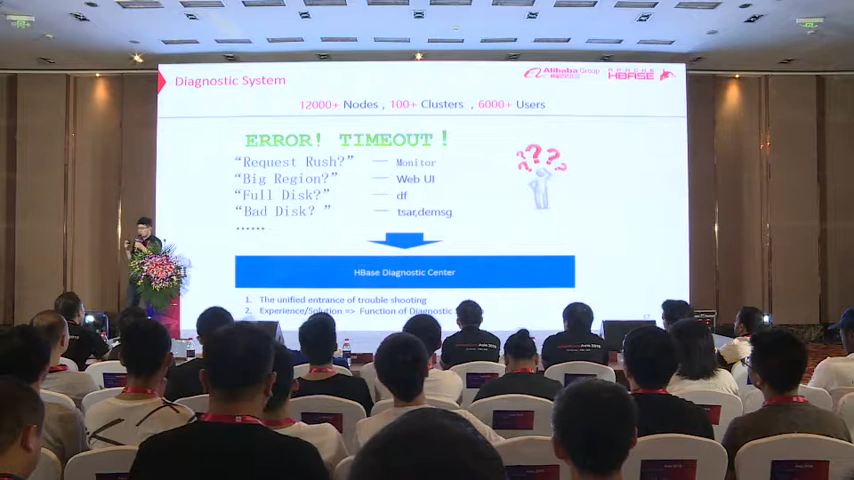 Diagnostic System
Alibaba Group
HBASE
12000+ Nodes , 100+ Clusters , 6000+ Users
ERROR! TIMEOUT!
"Request Rush?" — Monitor
"Big Region?" — Web UI
"Full Disk?" — df
"Bad Disk? " — tsar,demsg
......
HBase Diagnostic Center
1. The unified entrance of trouble shooting
2. Experience/Solution => Function of Diagnostic